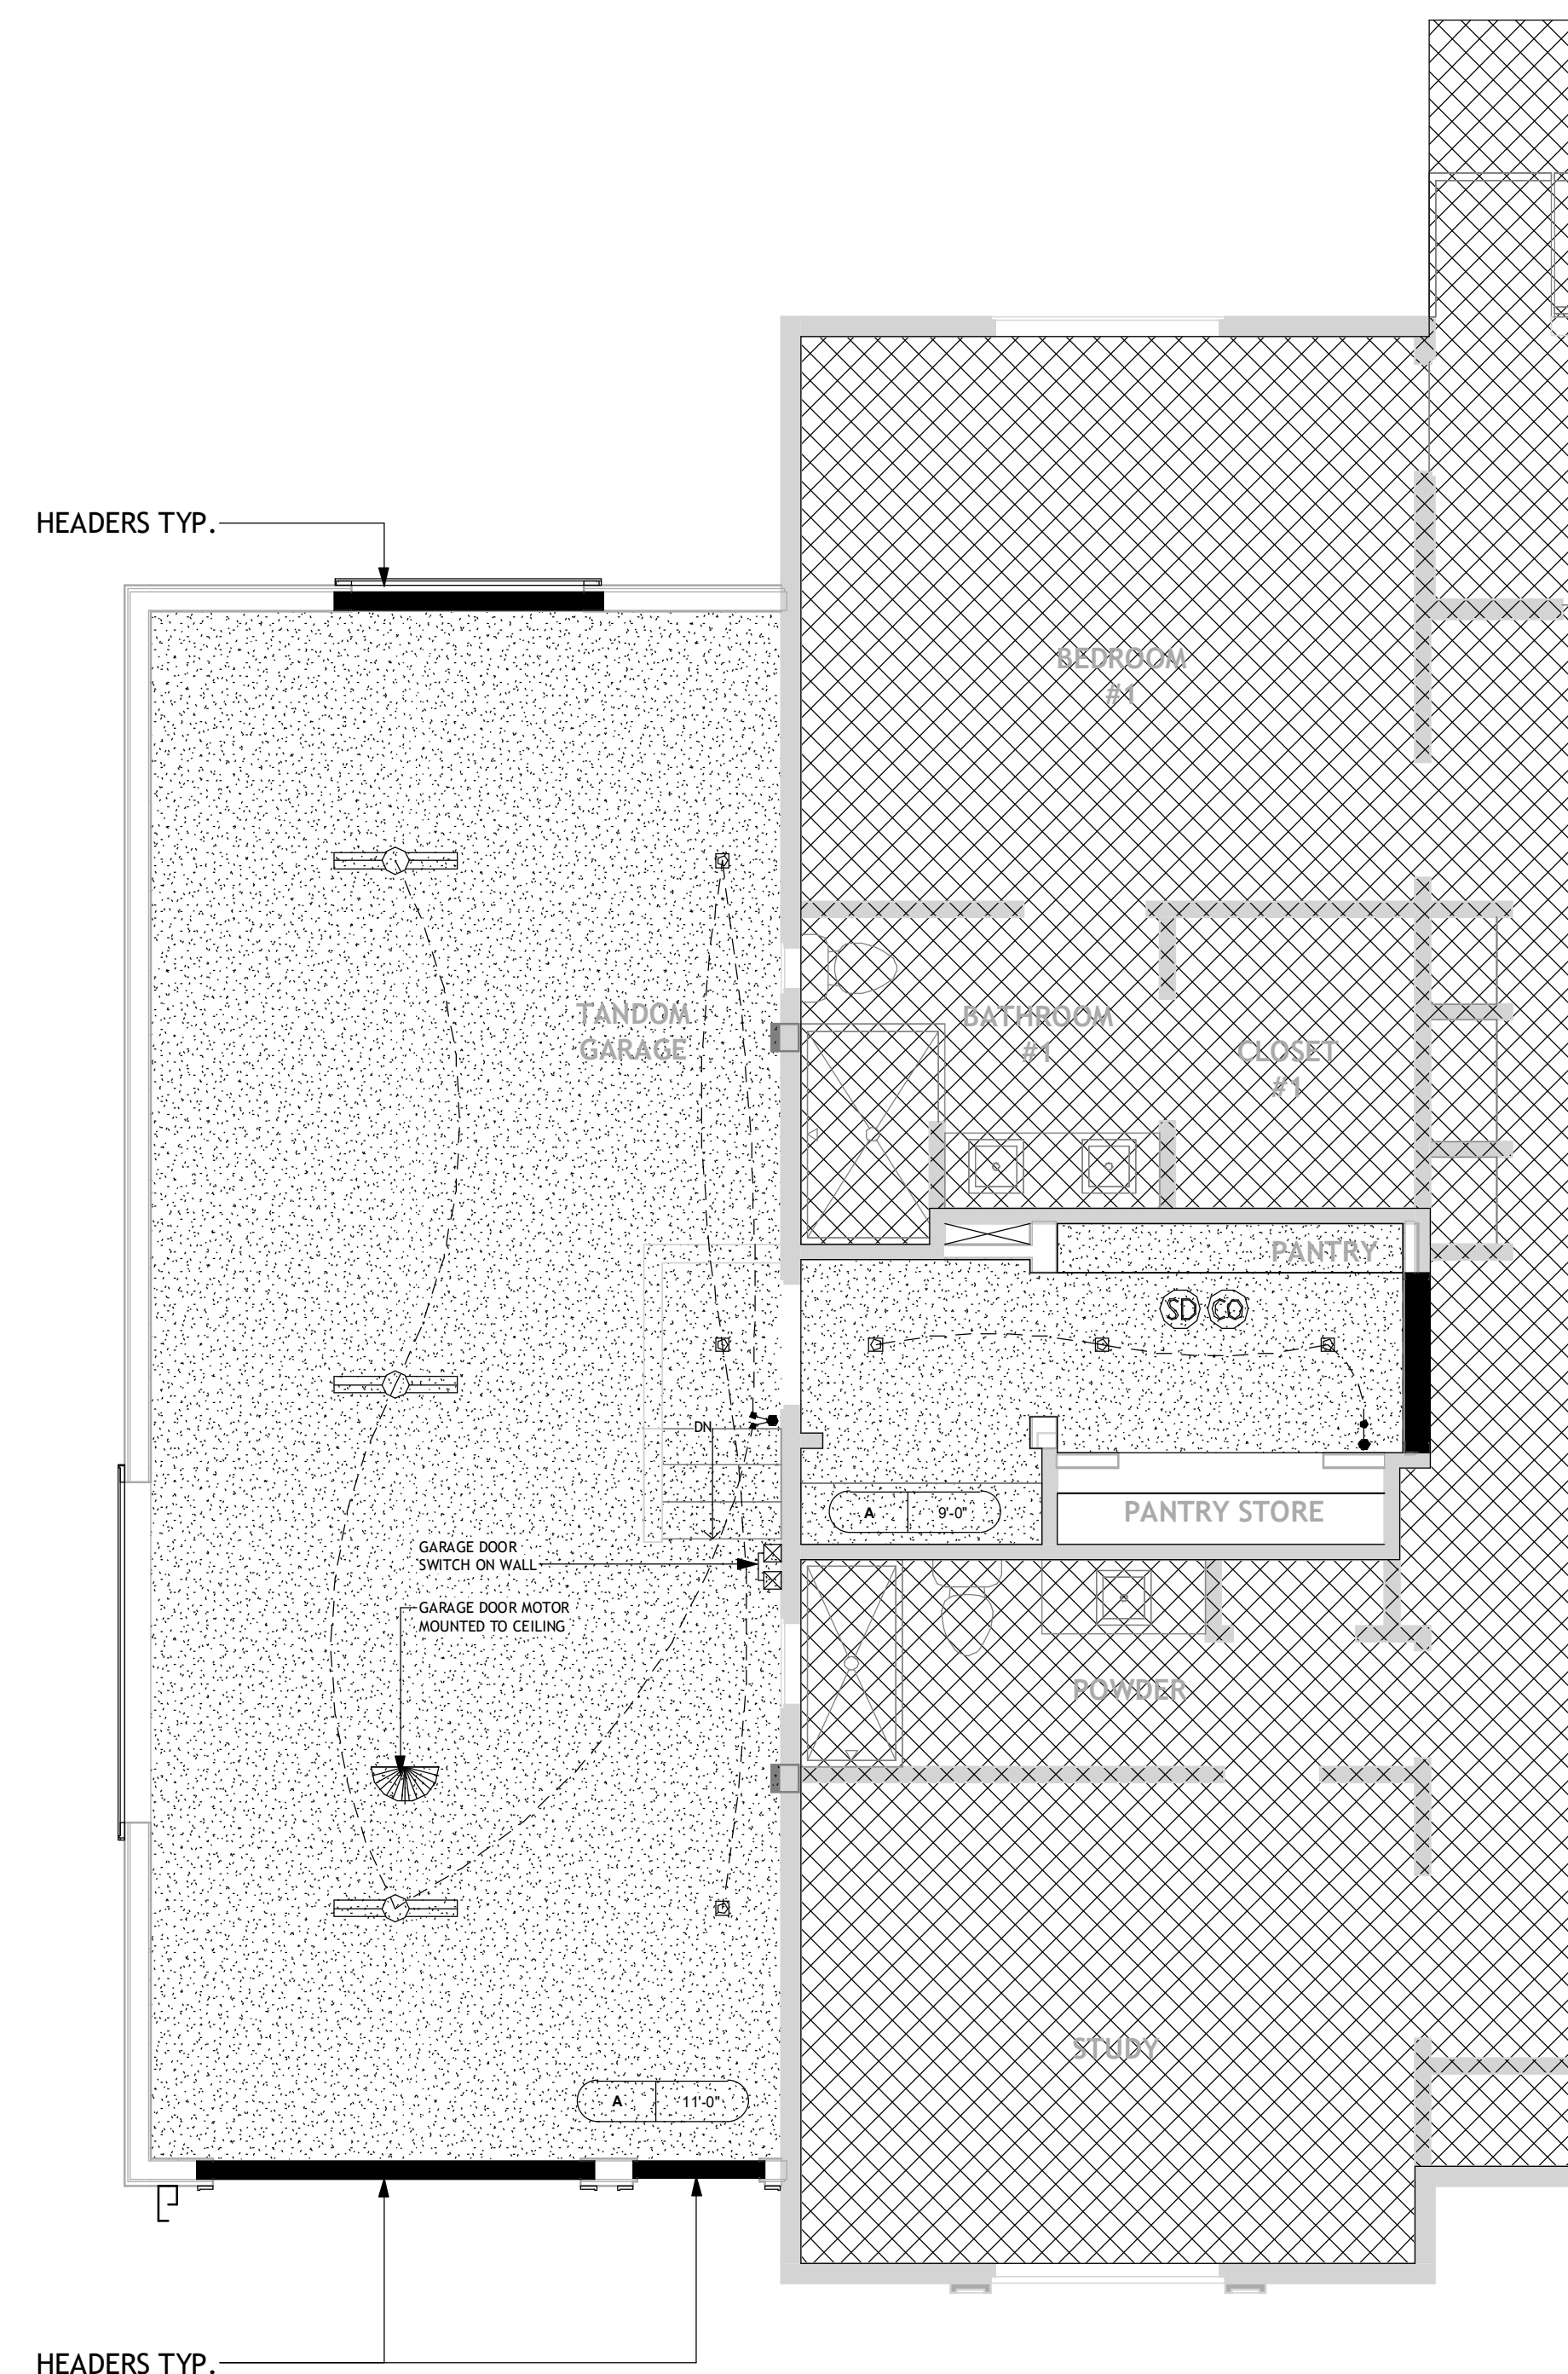 HEADERS TYP.
BEDROOM
#1
TANDOM
GARAGE
BATHROOM
#1
CLOSET
#1
PANTRY
SD CO
DN
A 9'-0"
PANTRY STORE
GARAGE DOOR
SWITCH ON WALL
GARAGE DOOR MOTOR
MOUNTED TO CEILING
POWDER
STUDY
A 11'-0"
HEADERS TYP.